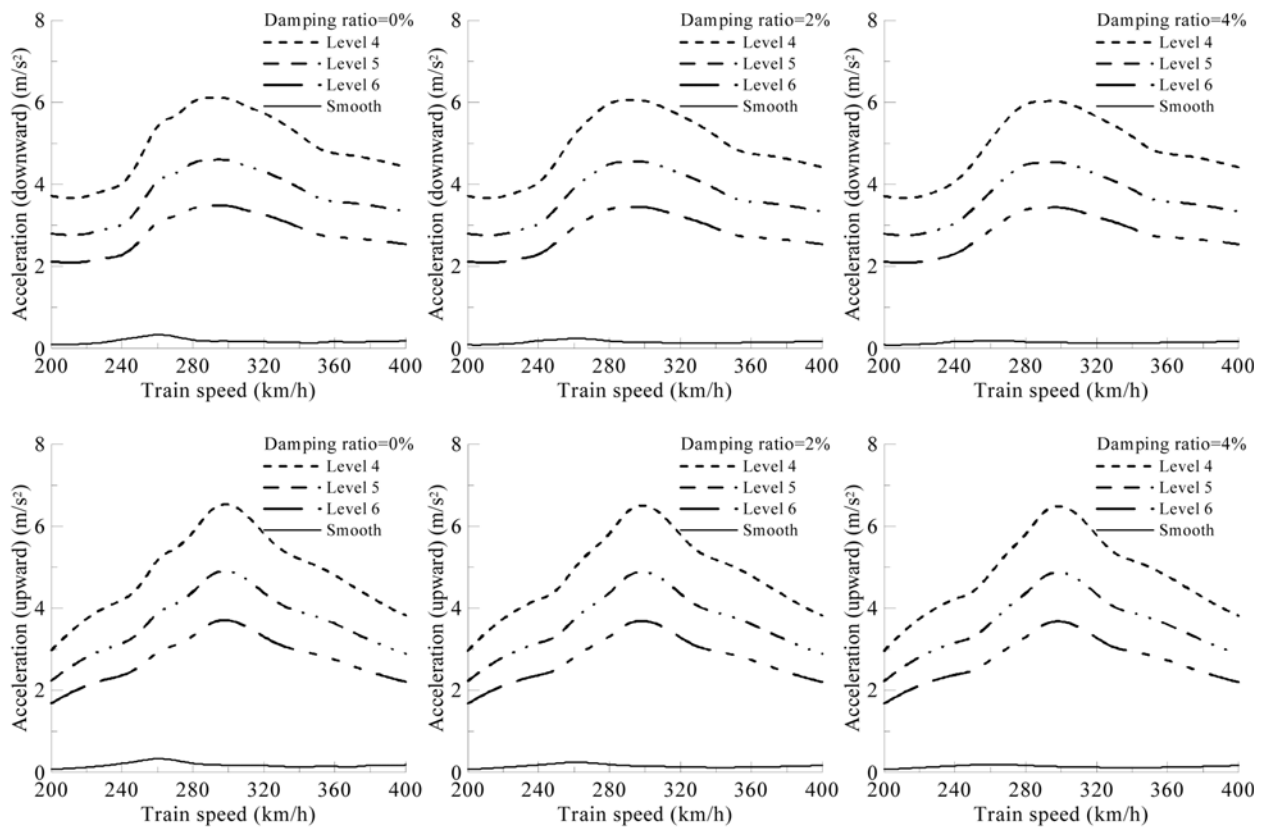 Acceleration (downward) (m/s²)
8
6
4
2
0
Damping ratio=0%
Level 4
Level 5
Level 6
Smooth
200 240 280 320 360 400
Train speed (km/h)
Acceleration (downward) (m/s²)
8
6
4
2
0
Damping ratio=2%
Level 4
Level 5
Level 6
Smooth
200 240 280 320 360 400
Train speed (km/h)
Acceleration (downward) (m/s²)
8
6
4
2
0
Damping ratio=4%
Level 4
Level 5
Level 6
Smooth
200 240 280 320 360 400
Train speed (km/h)
Acceleration (upward) (m/s²)
8
6
4
2
0
Damping ratio=0%
Level 4
Level 5
Level 6
Smooth
200 240 280 320 360 400
Train speed (km/h)
Acceleration (upward) (m/s²)
8
6
4
2
0
Damping ratio=2%
Level 4
Level 5
Level 6
Smooth
200 240 280 320 360 400
Train speed (km/h)
Acceleration (upward) (m/s²)
8
6
4
2
0
Damping ratio=4%
Level 4
Level 5
Level 6
Smooth
200 240 280 320 360 400
Train speed (km/h)